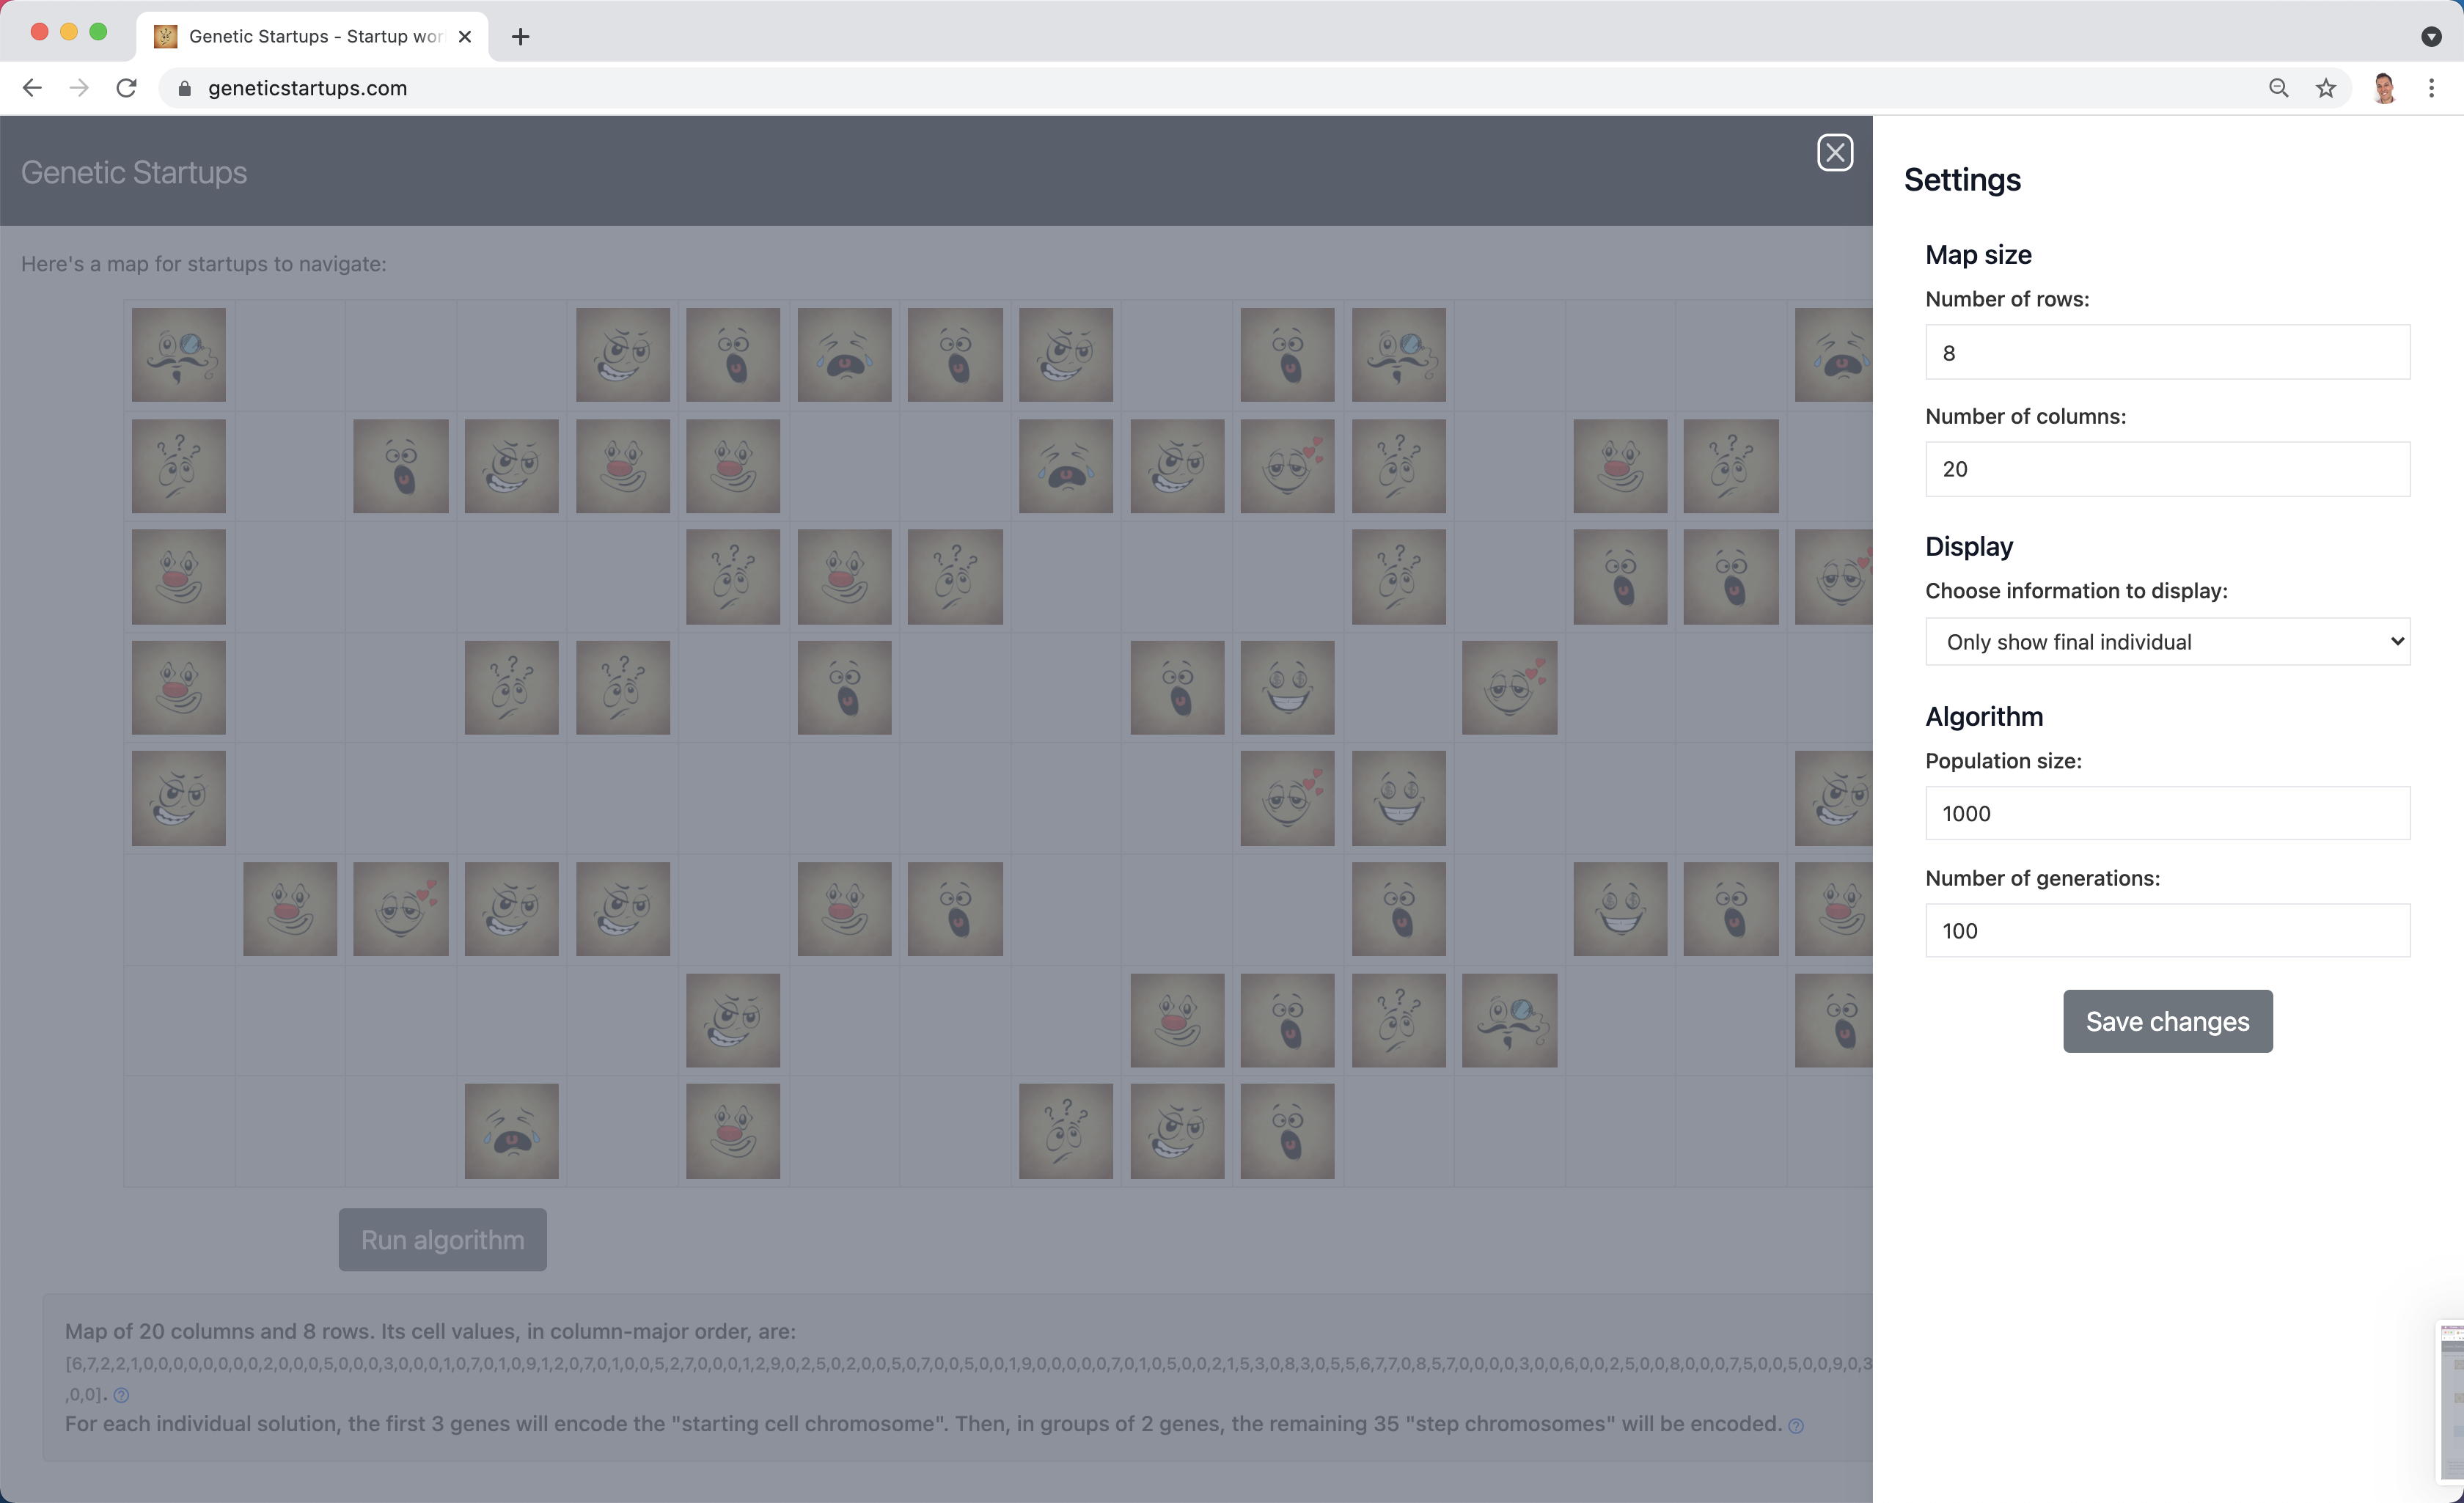 Genetic Startups - Startup wor
geneticstartups.com
Genetic Startups
Here's a map for startups to navigate:
Run algorithm
Map of 20 columns and 8 rows. Its cell values, in column-major order, are:
[6,7,2,2,1,0,0,0,0,0,0,0,0,2,0,0,0,5,0,0,0,3,0,0,0,1,0,7,0,1,0,9,1,2,0,7,0,1,0,0,5,2,7,0,0,0,1,2,9,0,2,5,0,2,0,0,5,0,7,0,0,5,0,0,1,9,0,0,0,0,0,7,0,1,0,5,0,0,2,1,5,3,0,8,3,0,5,5,6,7,7,0,8,5,7,0,0,0,0,3,0,0,6,0,0,2,5,0,0,8,0,0,0,7,5,0,0,5,0,0,9,0,3
,0,0].
For each individual solution, the first 3 genes will encode the "starting cell chromosome". Then, in groups of 2 genes, the remaining 35 "step chromosomes" will be encoded.
Settings
Map size
Number of rows:
8
Number of columns:
20
Display
Choose information to display:
Only show final individual
Algorithm
Population size:
1000
Number of generations:
100
Save changes